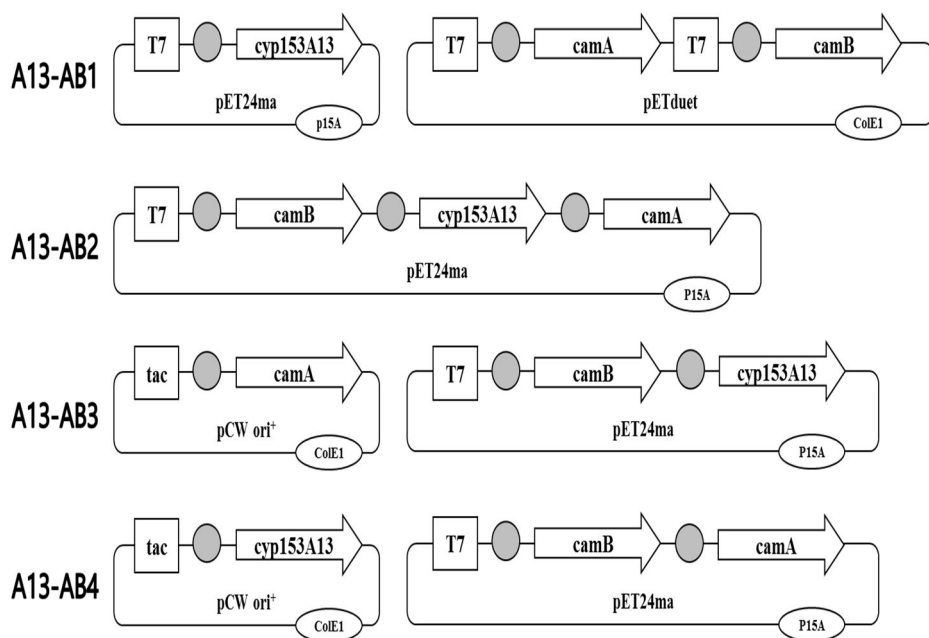 A13-AB1
T7 cyp153A13
pET24ma
p15A
T7 camA T7 camB
pETduet
ColE1
A13-AB2
T7 camB cyp153A13 camA
pET24ma
P15A
A13-AB3
tac camA
pCW ori⁺
ColE1
T7 camB cyp153A13
pET24ma
P15A
A13-AB4
tac cyp153A13
pCW ori⁺
ColE1
T7 camB camA
pET24ma
P15A